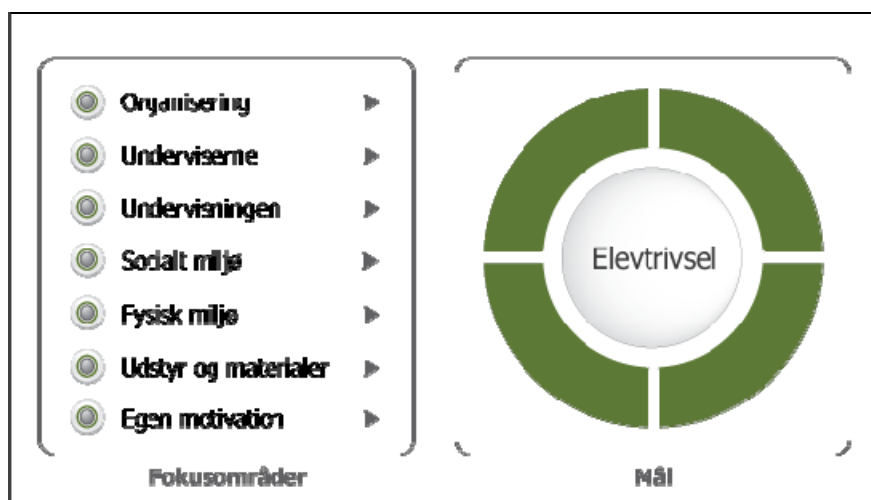 Organisering
Underviserne
Undervisningen
Socialt miljø
Fysisk miljø
Udstyr og materialer
Egen motivation
Fokusområder
Elevtrivsel
Mål